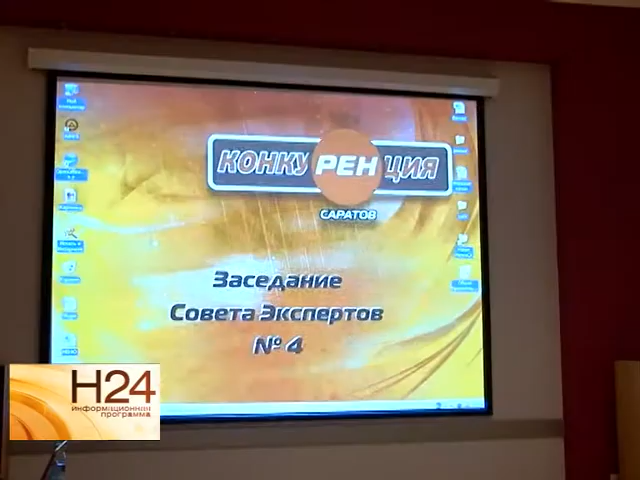 КОНКУРЕНЦИЯ
САРАТОВ
Заседание
Совета Экспертов
№ 4
Н24
информационная
программа